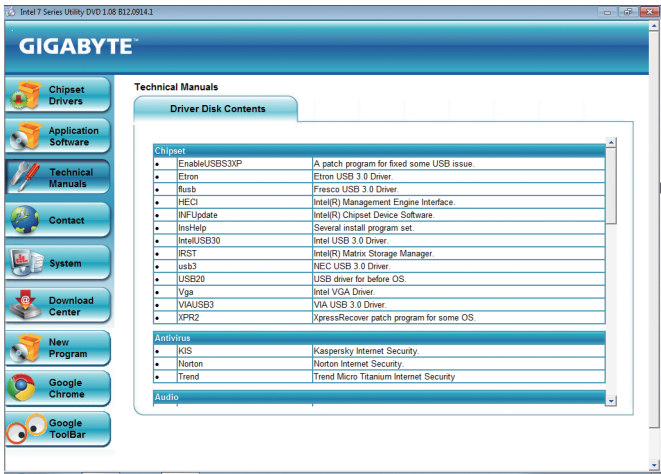 Intel 7 Series Utility DVD 1.08 B12.0914.1
GIGABYTE™
Chipset
Drivers
Application
Software
Technical
Manuals
Contact
System
Download
Center
New
Program
Google
Chrome
Google
ToolBar
Technical Manuals
Driver Disk Contents
Chipset
• EnableUSBS3XP A patch program for fixed some USB issue.
• Etron Etron USB 3.0 Driver.
• flusb Fresco USB 3.0 Driver.
• HECI Intel(R) Management Engine Interface.
• INFUpdate Intel(R) Chipset Device Software.
• InsHelp Several install program set.
• IntelUSB30 Intel USB 3.0 Driver.
• IRST Intel(R) Matrix Storage Manager.
• usb3 NEC USB 3.0 Driver.
• USB20 USB driver for before OS.
• Vga Intel VGA Driver.
• VIAUSB3 VIA USB 3.0 Driver.
• XPR2 XpressRecover patch program for some OS.
Antivirus
• KIS Kaspersky Internet Security.
• Norton Norton Internet Security.
• Trend Trend Micro Titanium Internet Security
Audio